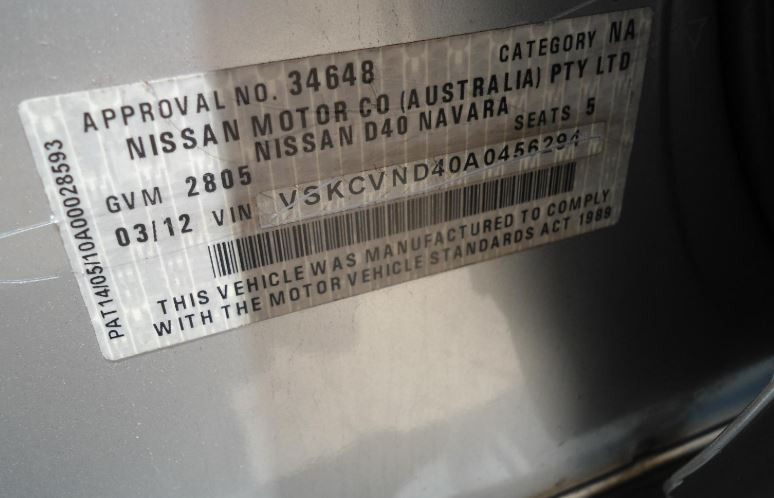 APPROVAL NO. 34648 CATEGORY NA
NISSAN MOTOR CO (AUSTRALIA) PTY LTD
NISSAN D40 NAVARA
GVM 2805 SEATS 5
03/12 VIN VSKCVND40A0456294
THIS VEHICLE WAS MANUFACTURED TO COMPLY
WITH THE MOTOR VEHICLE STANDARDS ACT 1989
PAT14/05/10A00028593